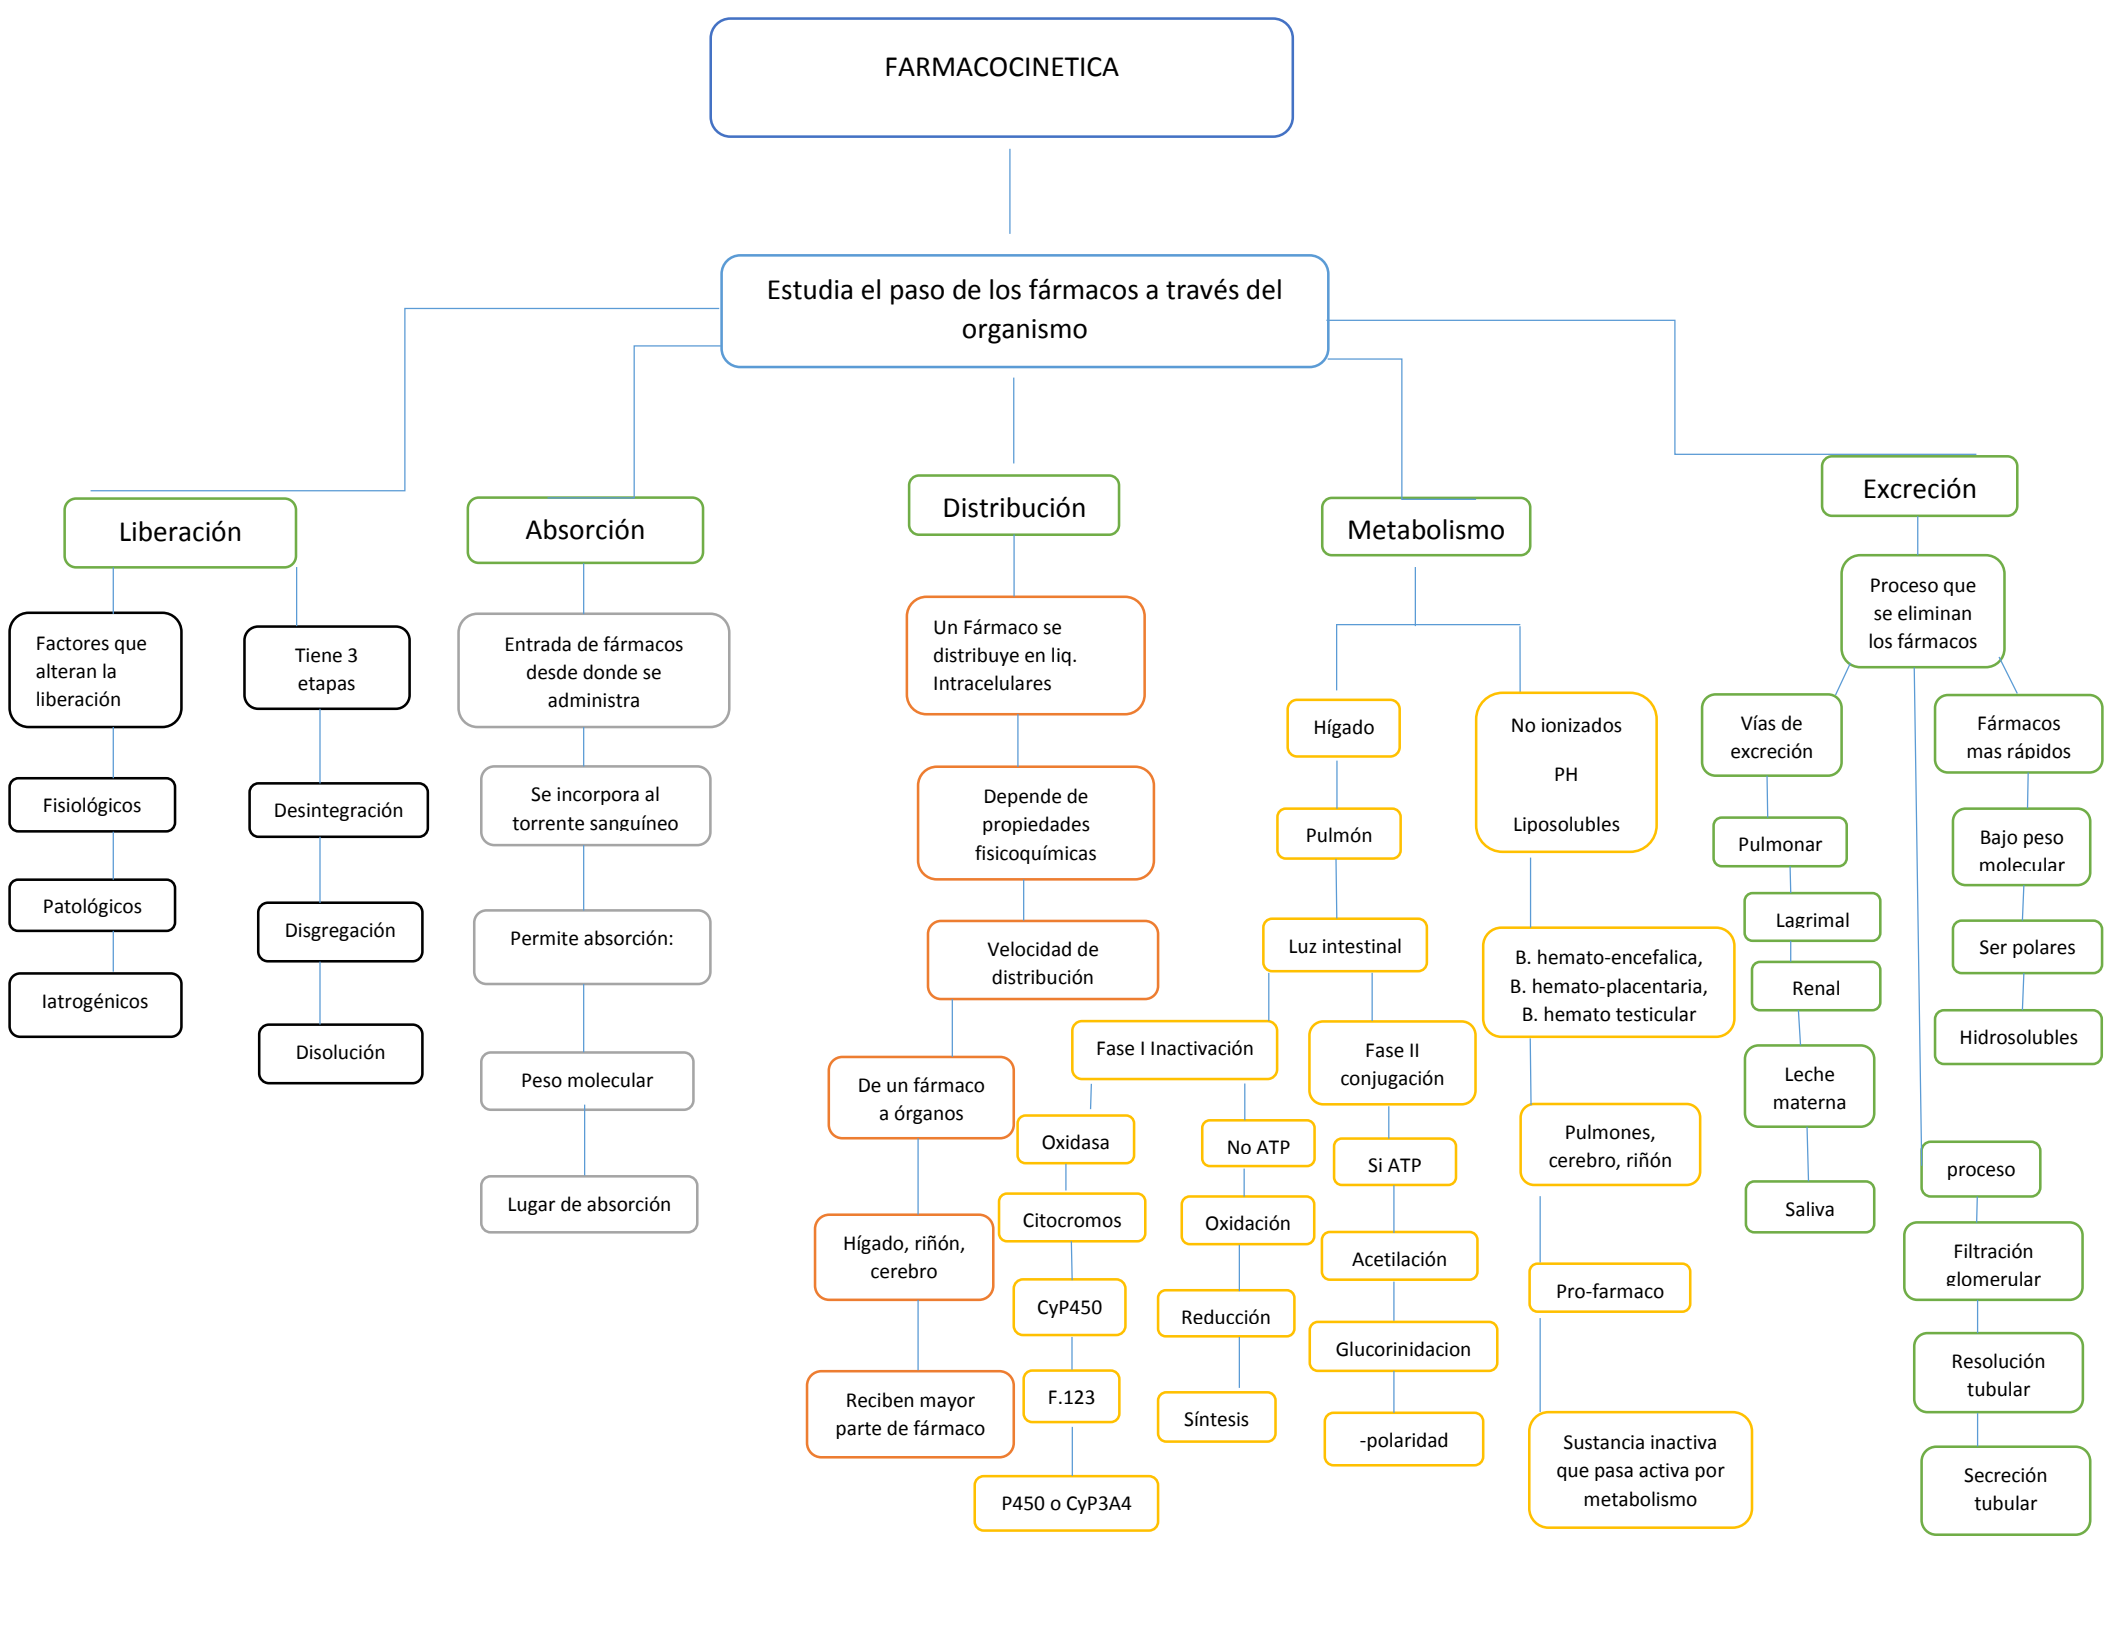 FARMACOCINETICA
Estudia el paso de los fármacos a través del
organismo
Liberación
Factores que
alteran la
liberación
Fisiológicos
Patológicos
Iatrogénicos
Tiene 3
etapas
Desintegración
Disgregación
Disolución
Absorción
Entrada de fármacos
desde donde se
administra
Se incorpora al
torrente sanguíneo
Permite absorción:
Peso molecular
Lugar de absorción
Distribución
Un Fármaco se
distribuye en liq.
Intracelulares
Depende de
propiedades
fisicoquímicas
Velocidad de
distribución
De un fármaco
a órganos
Hígado, riñón,
cerebro
Reciben mayor
parte de fármaco
Metabolismo
Hígado
Pulmón
Luz intestinal
Fase I Inactivación
Oxidasa
Citocromos
CyP450
F.123
P450 o CyP3A4
No ATP
Oxidación
Reducción
Síntesis
Fase II
conjugación
Si ATP
Acetilación
Glucorinidacion
-polaridad
No ionizados
PH
Liposolubles
B. hemato-encefalica,
B. hemato-placentaria,
B. hemato testicular
Pulmones,
cerebro, riñón
Pro-farmaco
Sustancia inactiva
que pasa activa por
metabolismo
Excreción
Proceso que
se eliminan
los fármacos
Vías de
excreción
Pulmonar
Lagrimal
Renal
Leche
materna
Saliva
proceso
Filtración
glomerular
Resolución
tubular
Secreción
tubular
Fármacos
mas rápidos
Bajo peso
molecular
Ser polares
Hidrosolubles